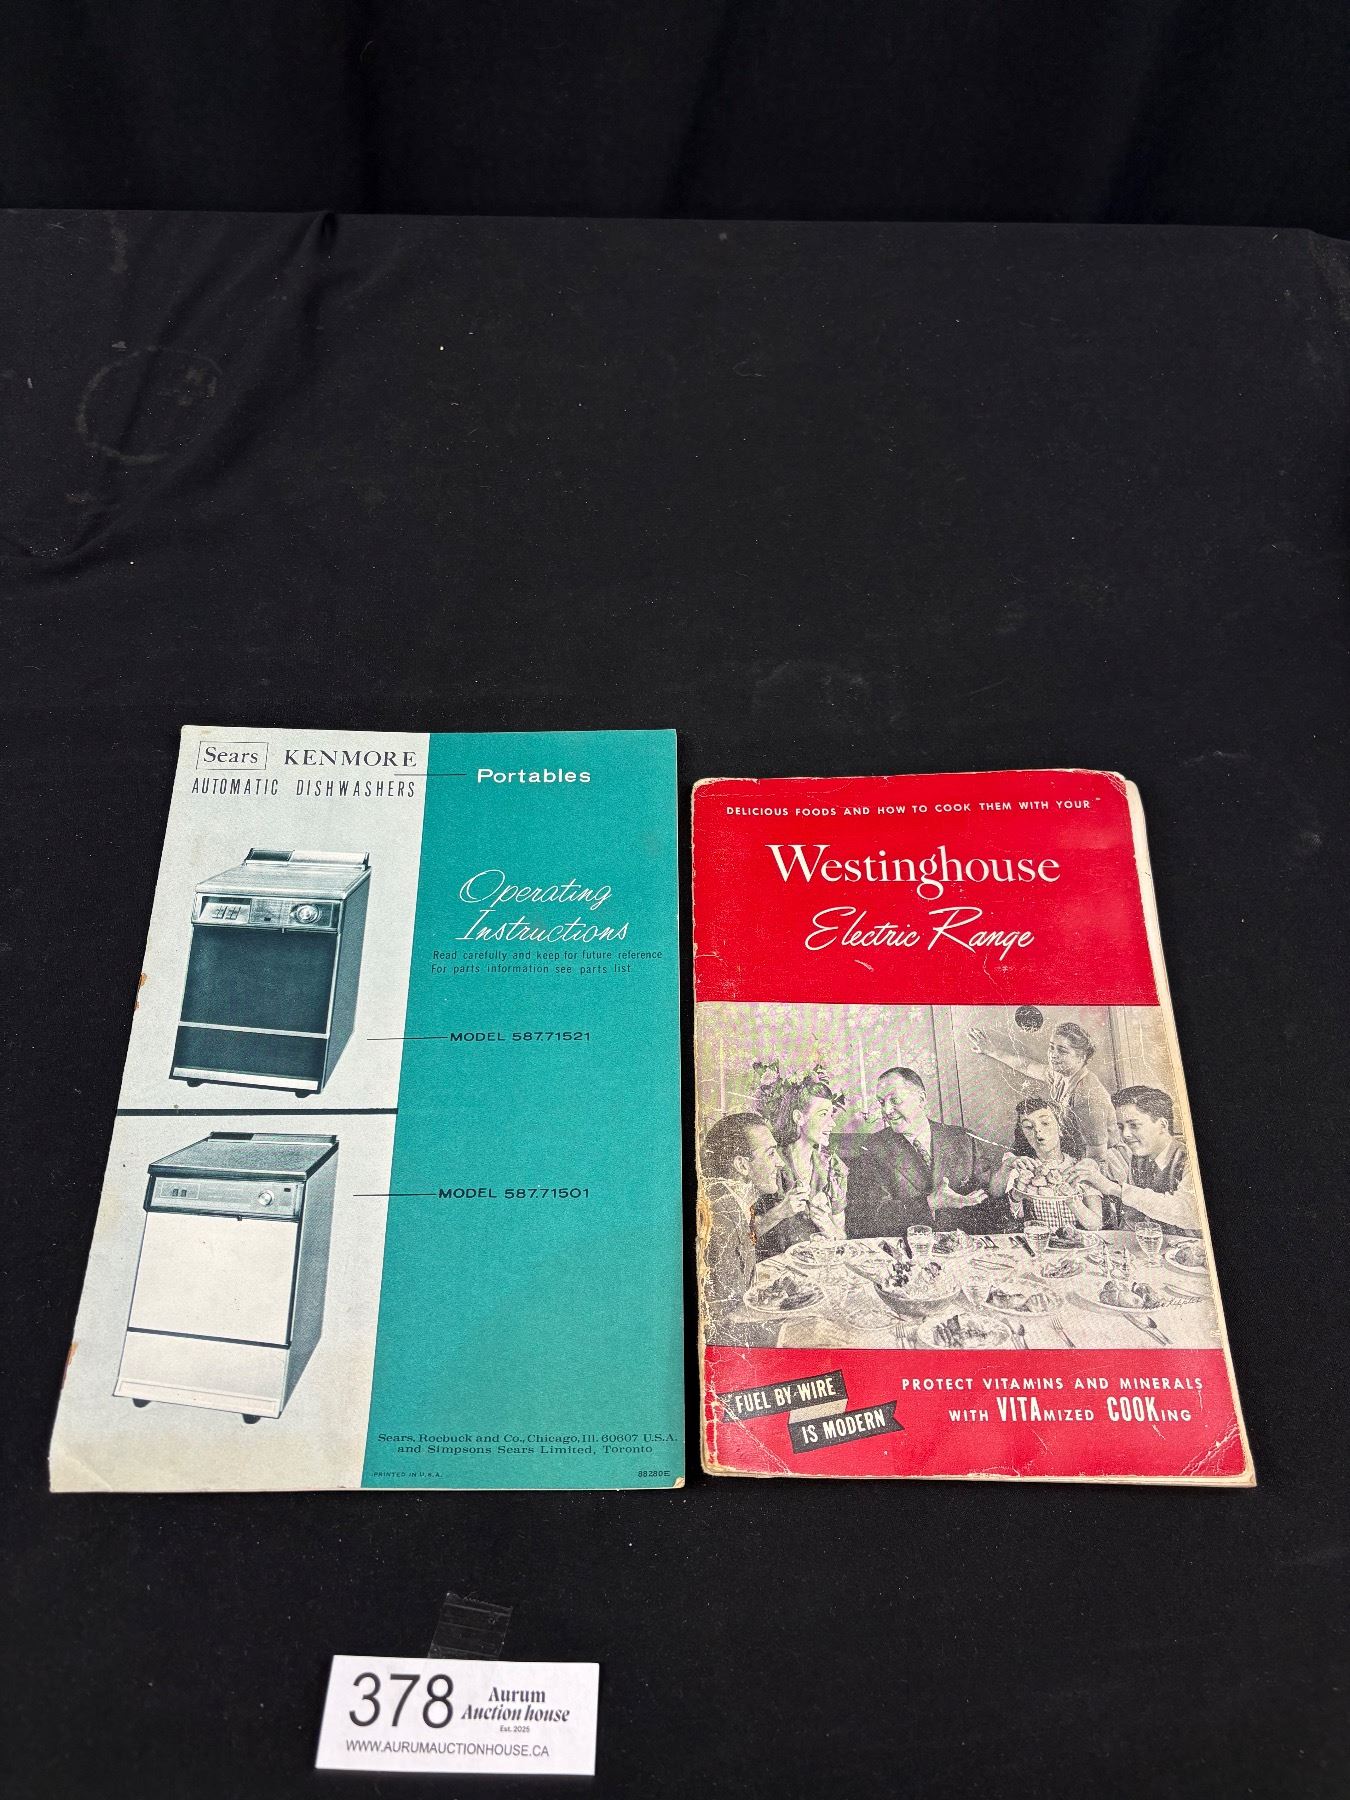 Sears KENMORE
AUTOMATIC DISHWASHERS
Portables
Operating
Instructions
Read carefully and keep for future reference
For parts information see parts list
MODEL 587.71521
MODEL 587.71501
Sears, Roebuck and Co., Chicago, Ill. 60607 U.S.A.
and Simpsons Sears Limited, Toronto
PRINTED IN U.S.A.
88280E
DELICIOUS FOODS AND HOW TO COOK THEM WITH YOUR
Westinghouse
Electric Range
FUEL BY WIRE
IS MODERN
PROTECT VITAMINS AND MINERALS
WITH VITAMIZED COOKING
378
Aurum
Auction house
Est. 2025
WWW.AURUMAUCTIONHOUSE.CA